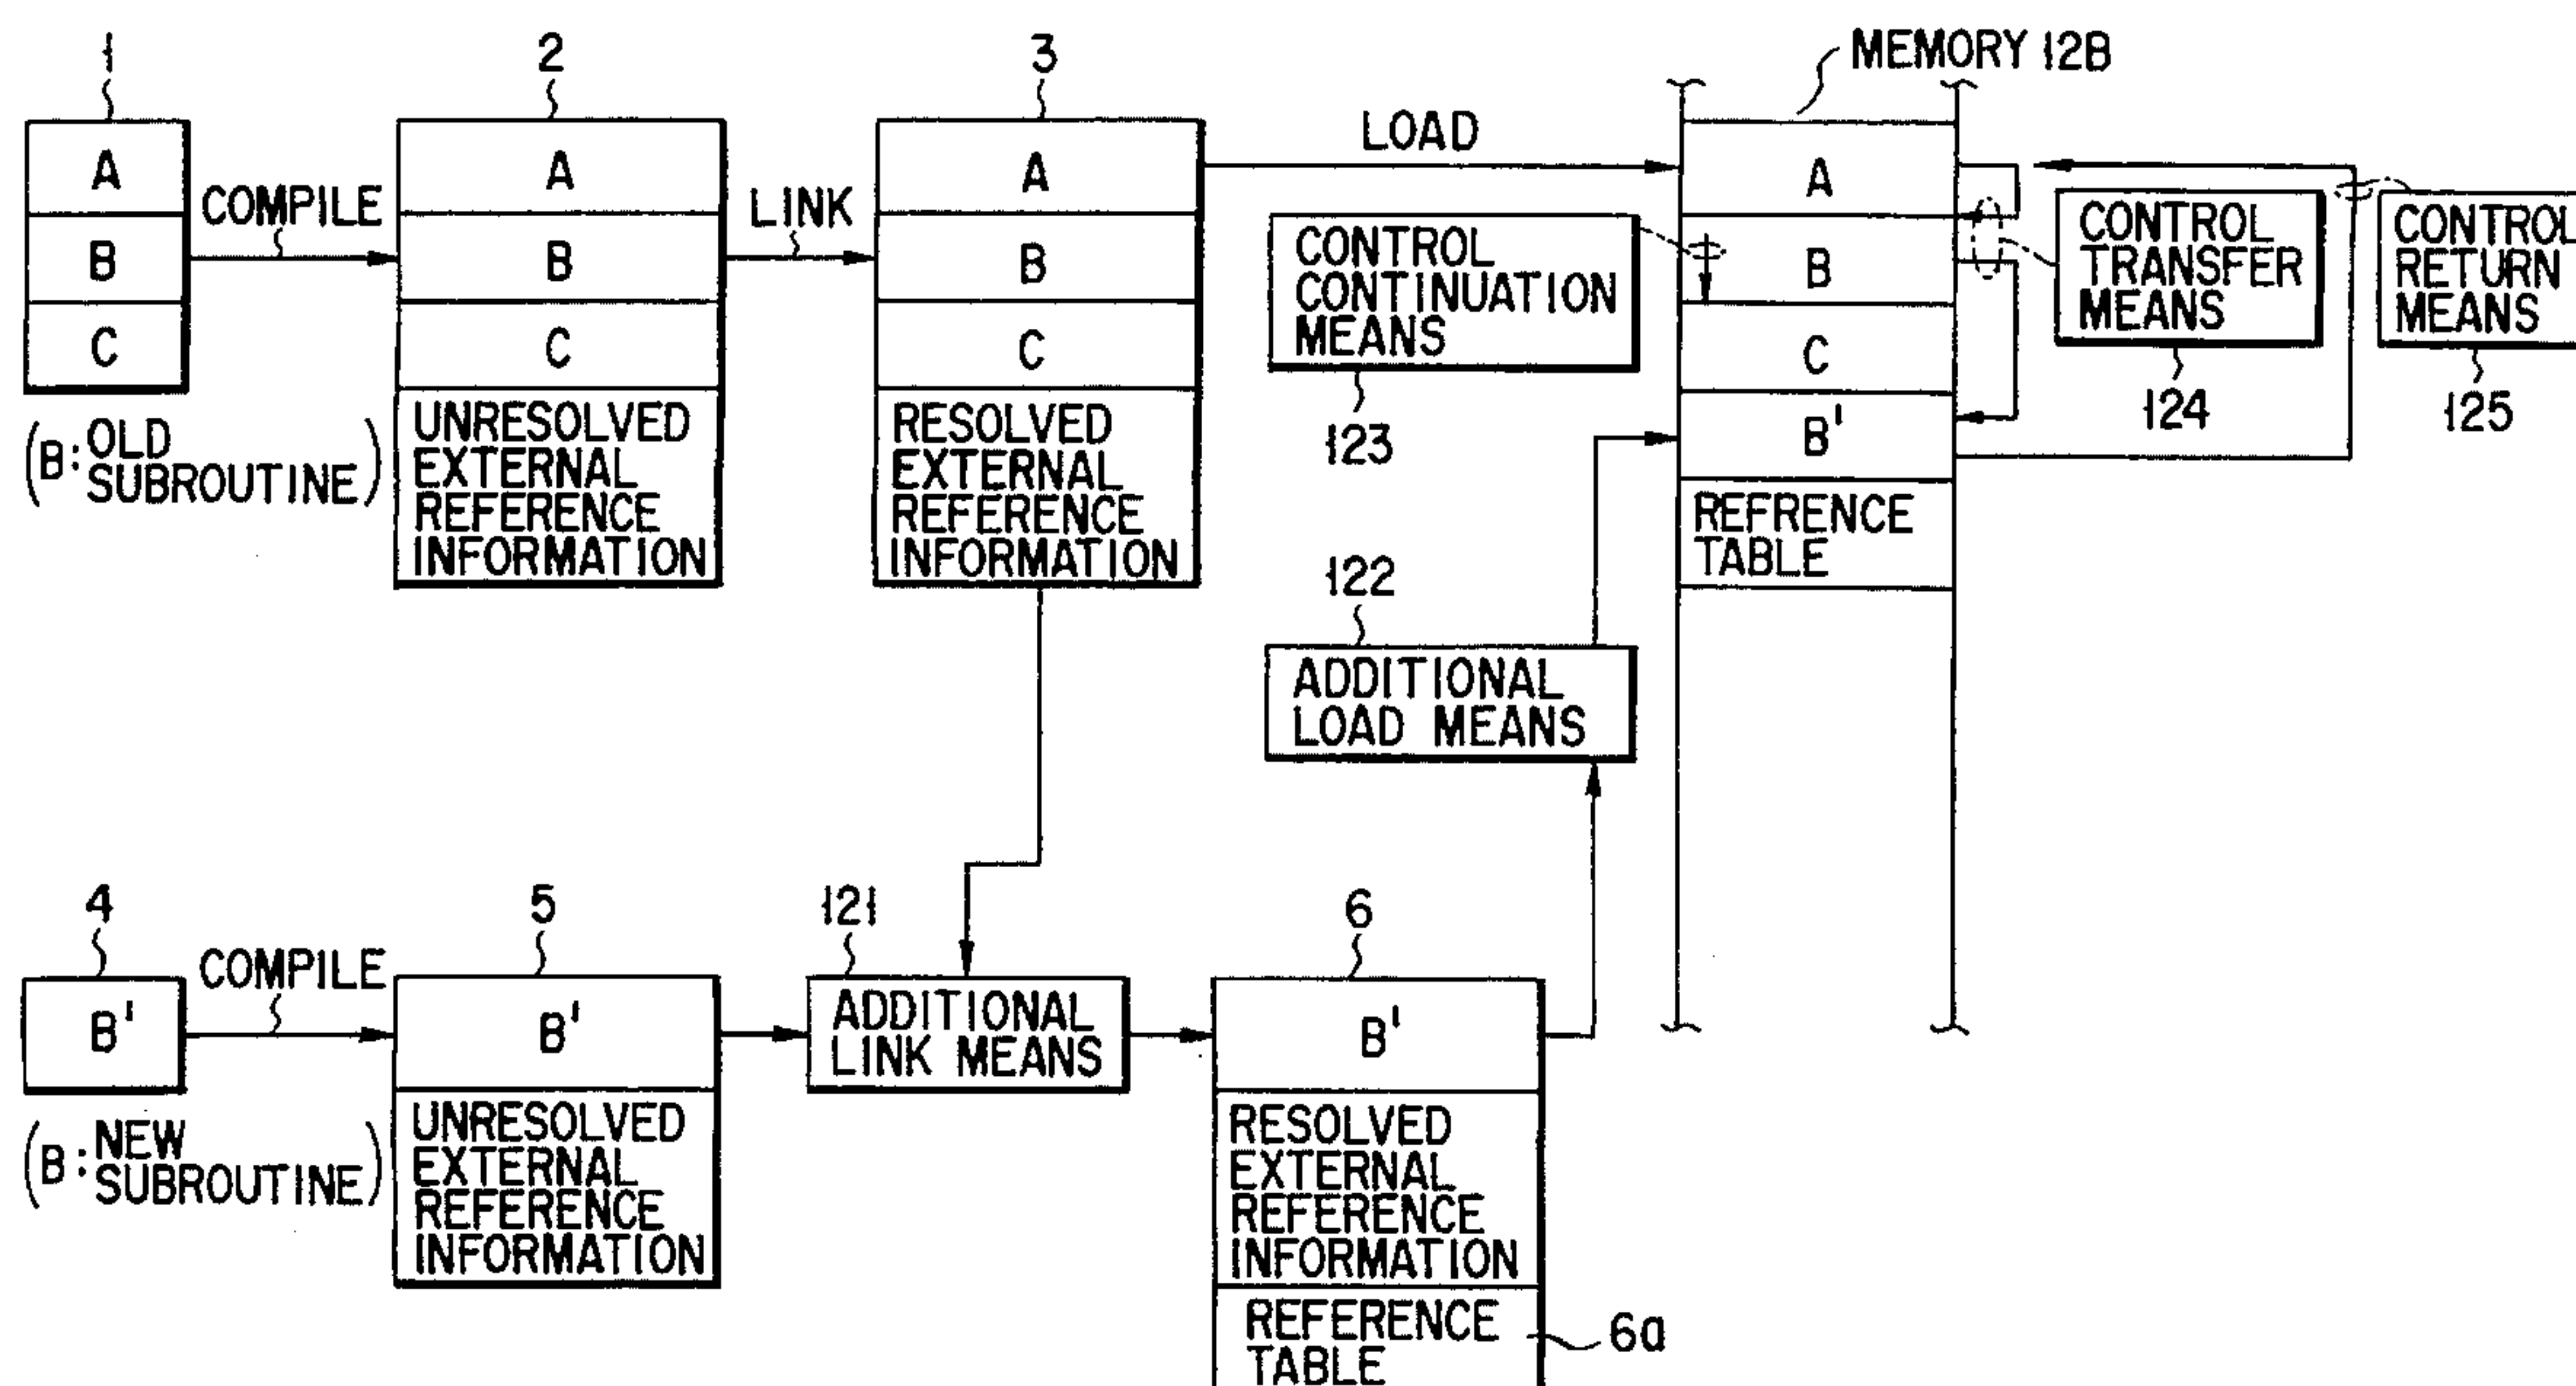 1
2
3
MEMORY 12B
A
B
C
COMPILE
A
B
C
UNRESOLVED
EXTERNAL
REFERENCE
INFORMATION
LINK
A
B
C
RESOLVED
EXTERNAL
REFERENCE
INFORMATION
LOAD
(B: OLD
SUBROUTINE)
CONTROL
CONTINUATION
MEANS
123
A
B
C
B'
REFRENCE
TABLE
CONTROL
TRANSFER
MEANS
124
CONTROL
RETURN
MEANS
125
122
ADDITIONAL
LOAD MEANS
4
5
121
6
B'
COMPILE
B'
UNRESOLVED
EXTERNAL
REFERENCE
INFORMATION
ADDITIONAL
LINK MEANS
B'
RESOLVED
EXTERNAL
REFERENCE
INFORMATION
REFERENCE
TABLE
6a
(B: NEW
SUBROUTINE)